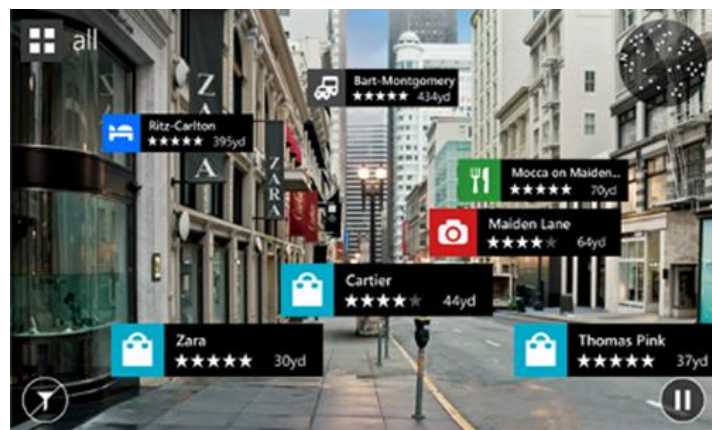 all
Bart-Montgomery
434yd
Ritz-Carlton
395yd
ZARA
ZARA
Mocca on Maiden...
70yd
Maiden Lane
64yd
Cartier
44yd
Zara
30yd
Thomas Pink
37yd